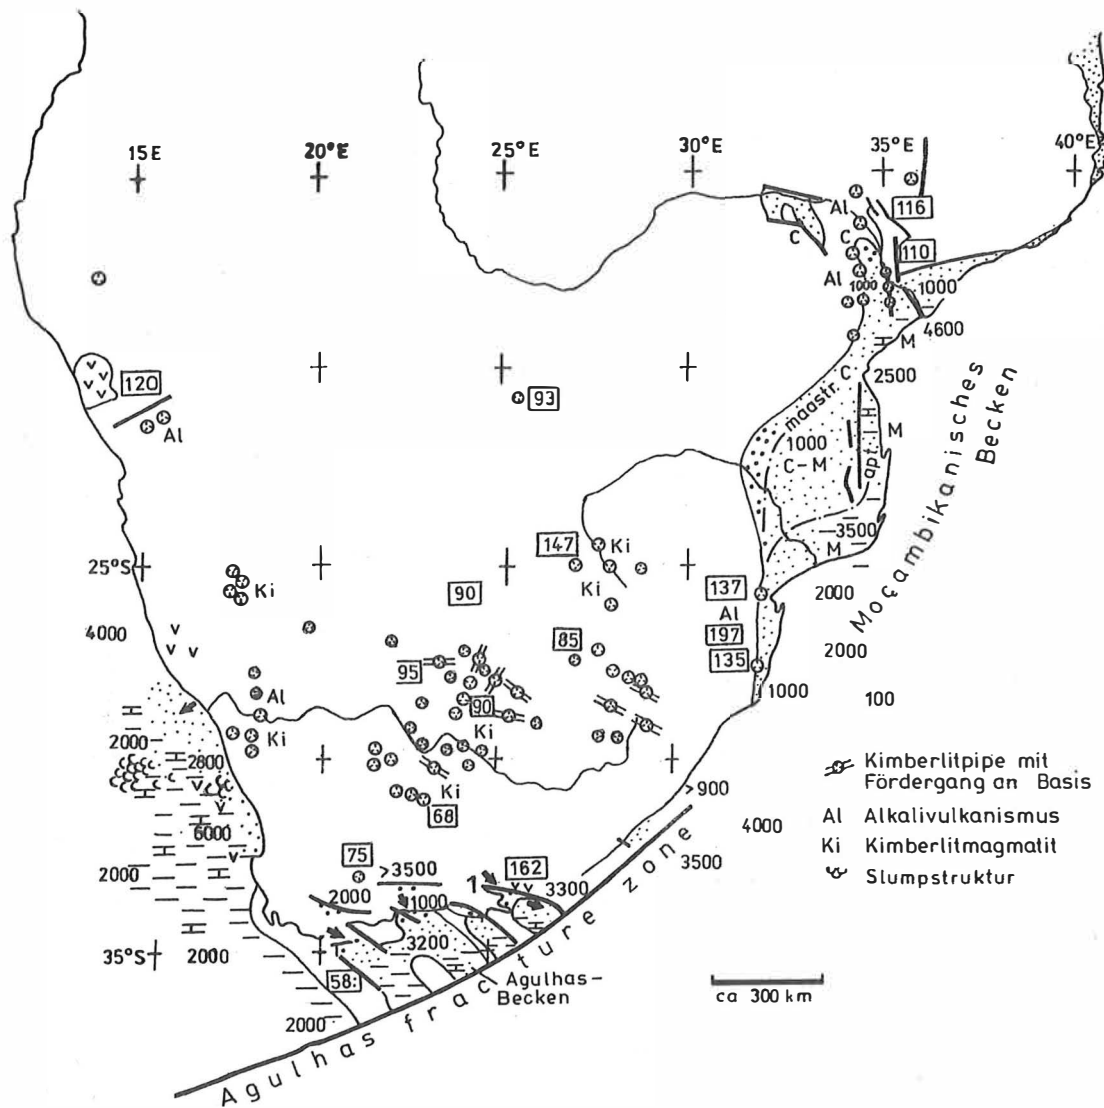 15 E
20°E
25°E
30°E
35°E
40°E
Al
116
C
C
110
Al
1000
1000
4600
H M
120
Al
93
C
2500
maastr.
1000
C-M
apt
H
M
3500
M
Moçambikanisches
Becken
25°S
147
Ki
Ki
Ki
90
137
2000
Al
4000
85
197
2000
95
135
1000
100
Al
90
Ki
Ki
2000
2800
Ki
68
>900
4000
6000
3500
75
>3500
162
2000
2000
1
1000
3300
3200
35°S
2000
58:
Agulhas-
Becken
2000
Agulhas fracture zone
Kimberlitpipe mit
Fördergang an Basis
Al Alkalivulkanismus
Ki Kimberlitmagmatit
Slumpstruktur
ca 300 km